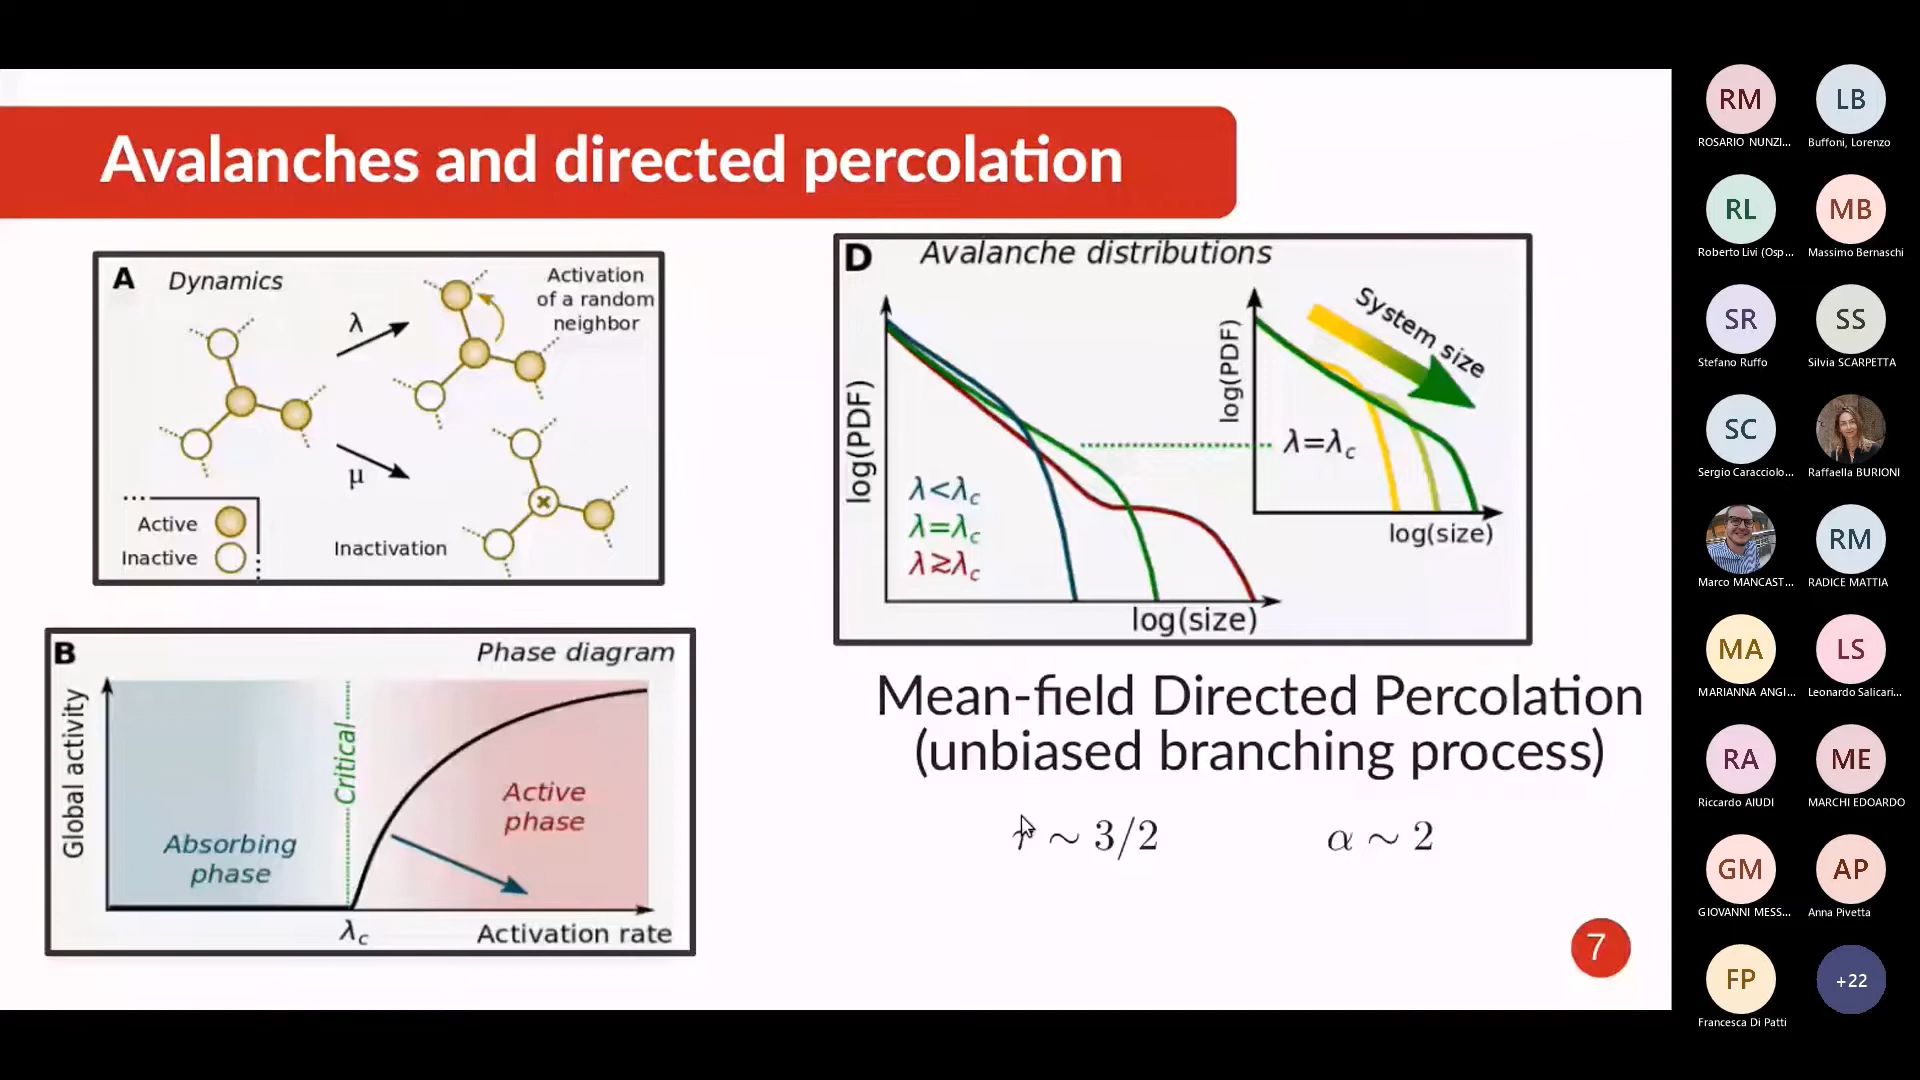 Avalanches and directed percolation
A
Dynamics
λ
μ
Activation
of a random
neighbor
Active
Inactive
Inactivation
B
Phase diagram
Global activity
Critical
Absorbing
phase
Active
phase
λc
Activation rate
D
Avalanche distributions
log(PDF)
λ<λc
λ=λc
λ≳λc
log(size)
System size
log(PDF)
λ=λc
log(size)
Mean-field Directed Percolation
(unbiased branching process)
∼ 3/2
α ∼ 2
7
RM
ROSARIO NUNZI...
LB
Buffoni, Lorenzo
RL
Roberto Livi (Osp...
MB
Massimo Bernaschi
SR
Stefano Ruffo
SS
Silvia SCARPETTA
SC
Sergio Caracciolo...
Raffaella BURIONI
Marco MANCAST...
RM
RADICE MATTIA
MA
MARIANNA ANGI...
LS
Leonardo Salicari...
RA
Riccardo AIUDI
ME
MARCHI EDOARDO
GM
GIOVANNI MESS...
AP
Anna Pivetta
FP
Francesca Di Patti
+22